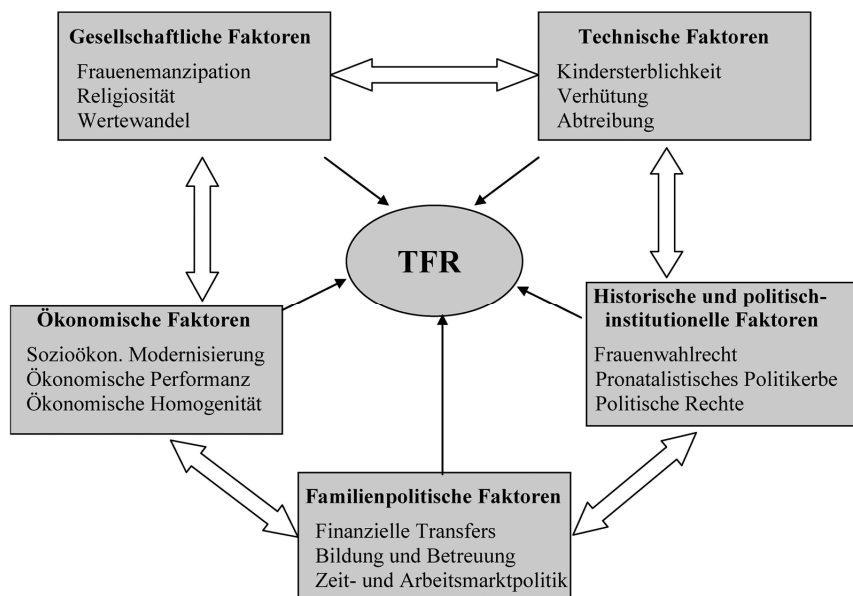 Gesellschaftliche Faktoren
Frauenemanzipation
Religiosität
Wertewandel
Technische Faktoren
Kindersterblichkeit
Verhütung
Abtreibung
TFR
Ökonomische Faktoren
Sozioökon. Modernisierung
Ökonomische Performanz
Ökonomische Homogenität
Historische und politisch-
institutionelle Faktoren
Frauenwahlrecht
Pronatalistisches Politikerbe
Politische Rechte
Familienpolitische Faktoren
Finanzielle Transfers
Bildung und Betreuung
Zeit- und Arbeitsmarktpolitik